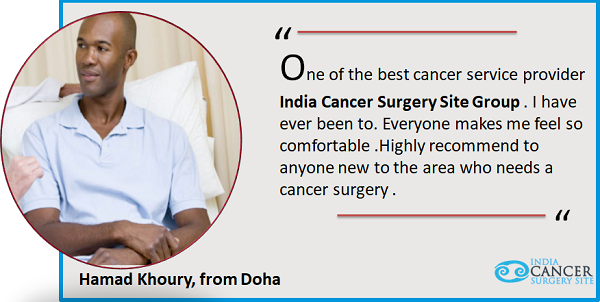 “
One of the best cancer service provider
India Cancer Surgery Site Group . I have
ever been to. Everyone makes me feel so
comfortable .Highly recommend to
anyone new to the area who needs a
cancer surgery .
“
Hamad Khoury, from Doha
INDIA
CANCER
SURGERY SITE